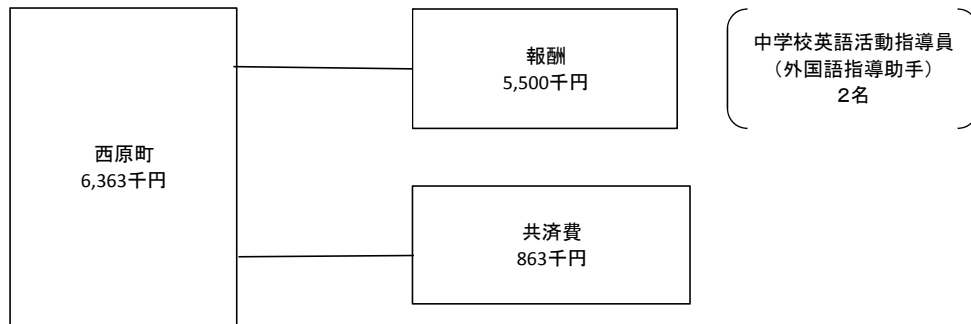 西原町
6,363千円
報酬
5,500千円
中学校英語活動指導員
（外国語指導助手）
２名
共済費
863千円